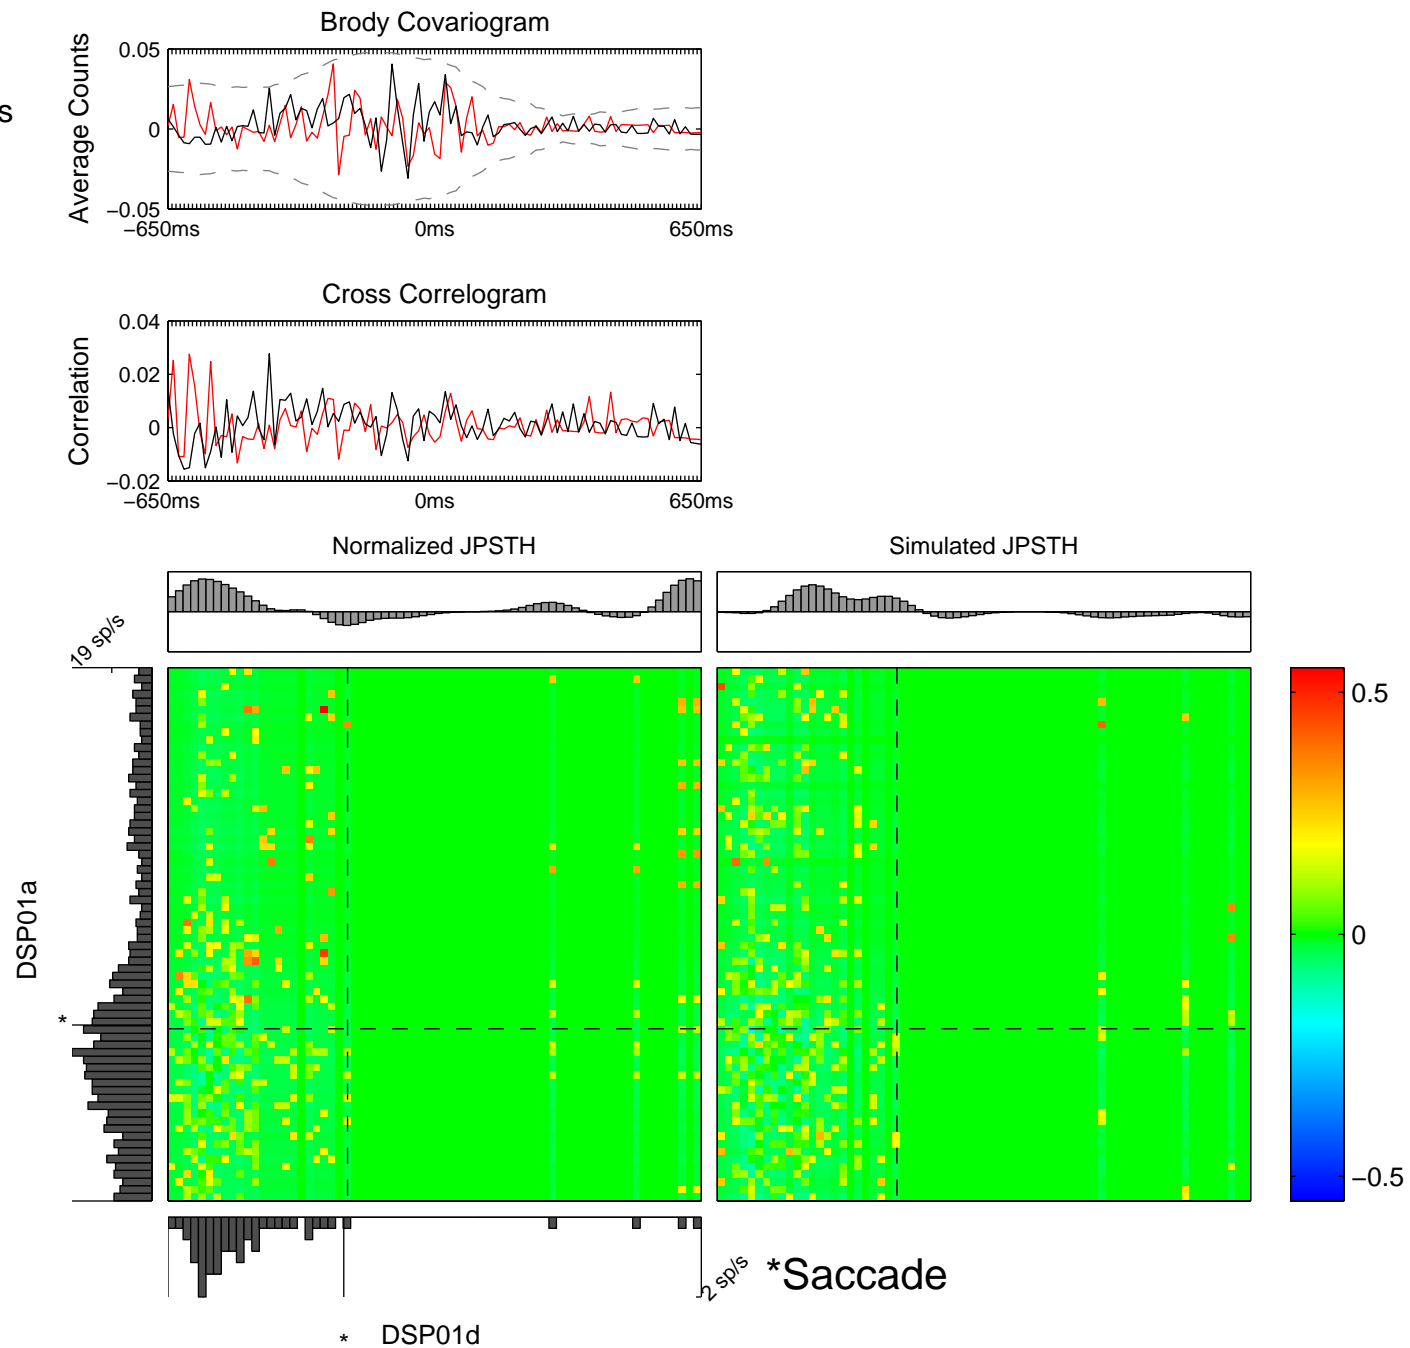 Brody Covariogram
s
Average Counts
0.05
0
−0.05
−650ms 0ms 650ms
Cross Correlogram
Correlation
0.04
0.02
0
−0.02
−650ms 0ms 650ms
Normalized JPSTH Simulated JPSTH
19 sp/s
DSP01a
*
0.5
0
−0.5
2 sp/s
*Saccade
* DSP01d